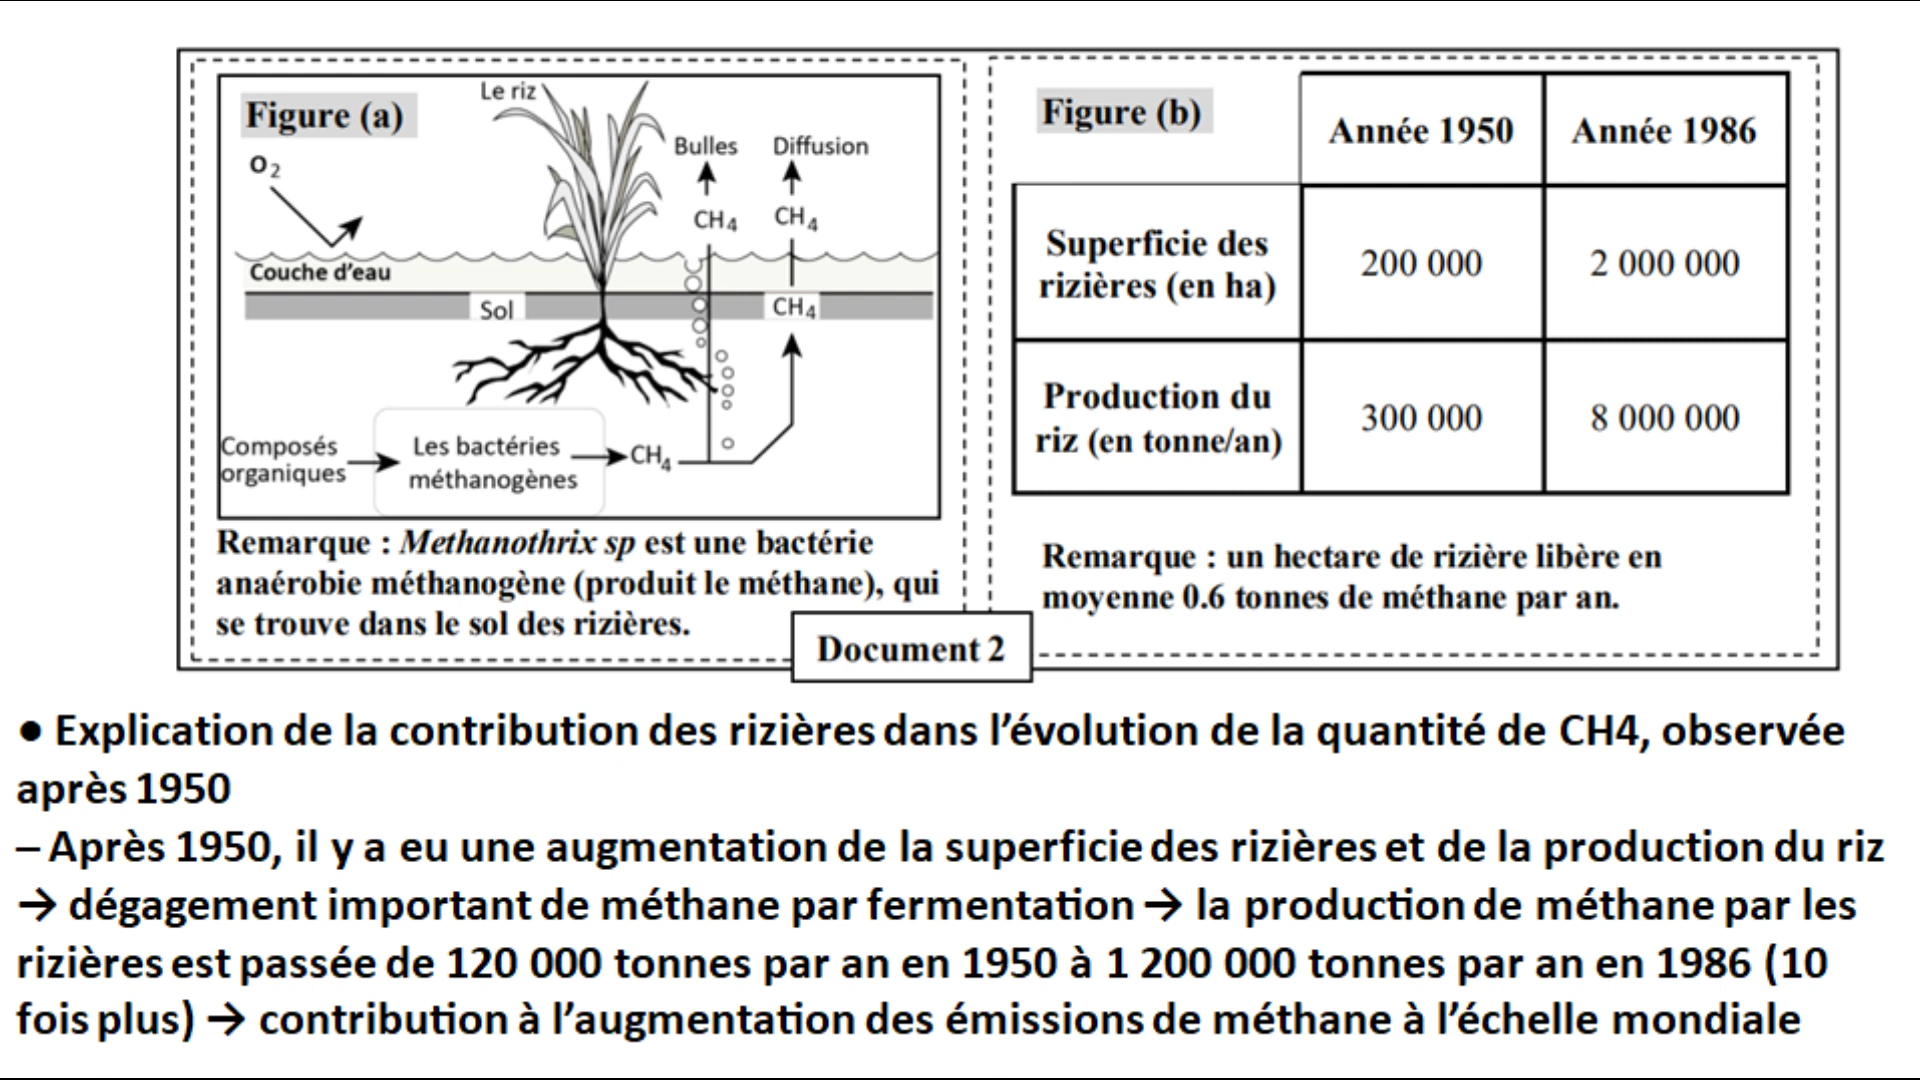 Figure (a)
Le riz
O2
Bulles
Diffusion
CH4
CH4
Couche d'eau
Sol
CH4
Composés
organiques
Les bactéries
méthanogènes
CH4
Remarque : Methanothrix sp est une bactérie
anaérobie méthanogène (produit le méthane), qui
se trouve dans le sol des rizières.
Figure (b)
Année 1950
Année 1986
Superficie des
rizières (en ha)
200 000
2 000 000
Production du
riz (en tonne/an)
300 000
8 000 000
Remarque : un hectare de rizière libère en
moyenne 0.6 tonnes de méthane par an.
Document 2
● Explication de la contribution des rizières dans l’évolution de la quantité de CH4, observée
après 1950
– Après 1950, il y a eu une augmentation de la superficie des rizières et de la production du riz
→ dégagement important de méthane par fermentation → la production de méthane par les
rizières est passée de 120 000 tonnes par an en 1950 à 1 200 000 tonnes par an en 1986 (10
fois plus) → contribution à l’augmentation des émissions de méthane à l’échelle mondiale